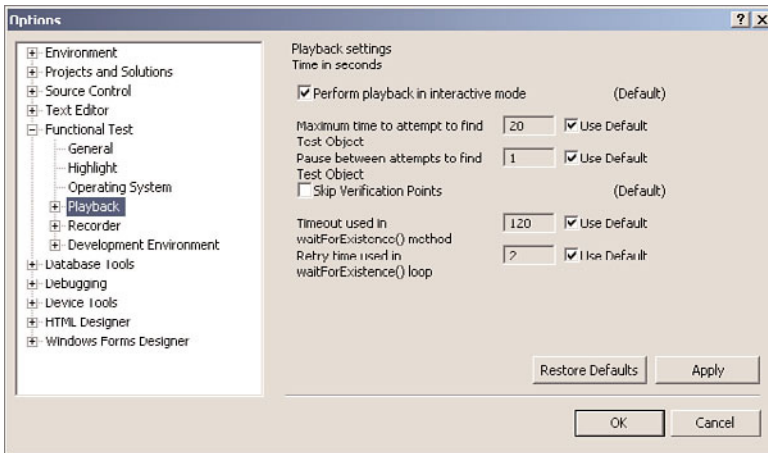 Options
Environment
Projects and Solutions
Source Control
Text Editor
Functional Test
General
Highlight
Operating System
Playback
Recorder
Development Environment
Database Tools
Debugging
Device Tools
HTML Designer
Windows Forms Designer
Playback settings
Time in seconds
Perform playback in interactive mode (Default)
Maximum time to attempt to find 20 Use Default
Test Object
Pause between attempts to find 1 Use Default
Test Object
Skip Verification Points (Default)
Timeout used in 120 Use Default
waitForExistence() method
Retry time used in 2 Use Default
waitForExistence() loop
Restore Defaults Apply
OK Cancel